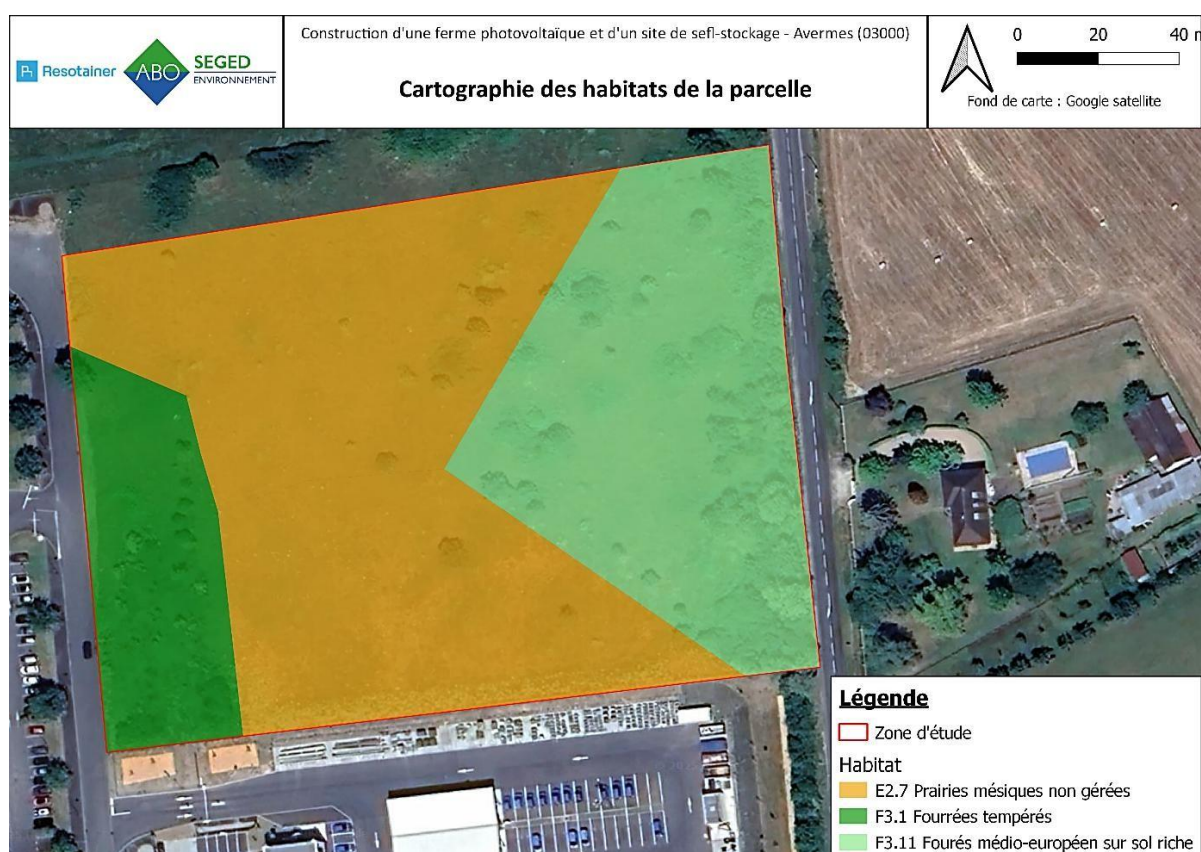 Resotainer
ABO
SEGED
ENVIRONNEMENT
Construction d'une ferme photovoltaïque et d'un site de sefl-stockage - Avermes (03000)
Cartographie des habitats de la parcelle
0 20 40 m
Fond de carte : Google satellite
Légende
Zone d'étude
Habitat
E2.7 Prairies mésiques non gérées
F3.1 Fourrées tempérés
F3.11 Fourés médio-européen sur sol riche